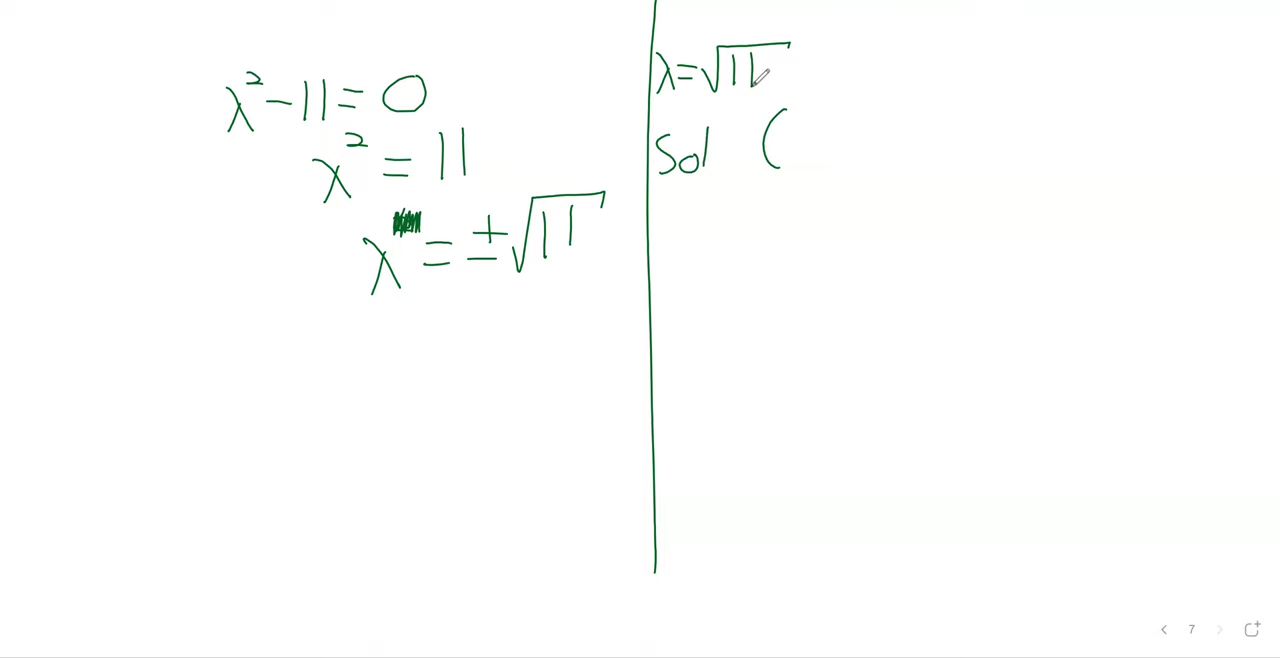 λ² - 11 = 0
λ² = 11
λ = ±√11
λ = √11
Sol (
7